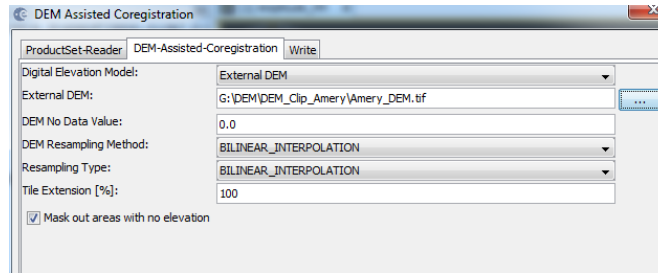 DEM Assisted Coregistration
ProductSet-Reader DEM-Assisted-Coregistration Write
Digital Elevation Model: External DEM
External DEM: G:\DEM\DEM_Clip_Amery\Amery_DEM.tif ...
DEM No Data Value: 0.0
DEM Resampling Method: BILINEAR_INTERPOLATION
Resampling Type: BILINEAR_INTERPOLATION
Tile Extension [%]: 100
Mask out areas with no elevation